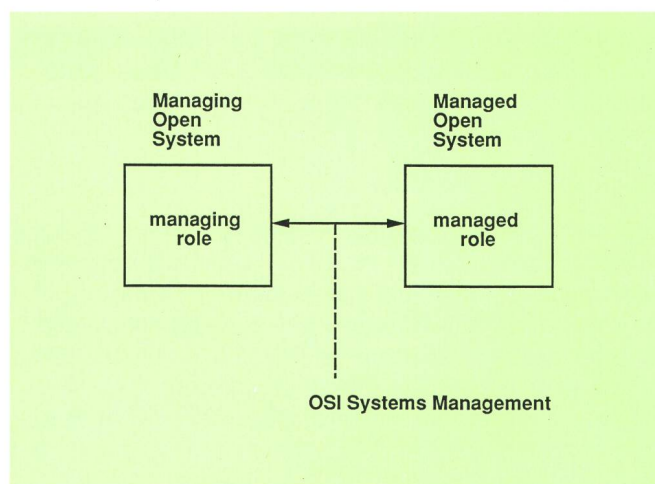 Managing
Open
System
Managed
Open
System
managing
role
managed
role
OSI Systems Management